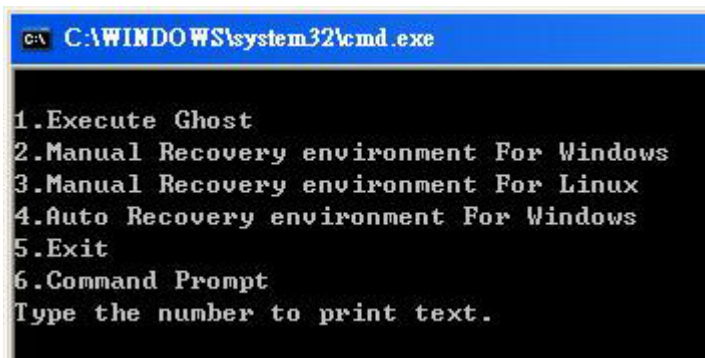 C:\WINDOWS\system32\cmd.exe
1.Execute Ghost
2.Manual Recovery environment For Windows
3.Manual Recovery environment For Linux
4.Auto Recovery environment For Windows
5.Exit
6.Command Prompt
Type the number to print text.